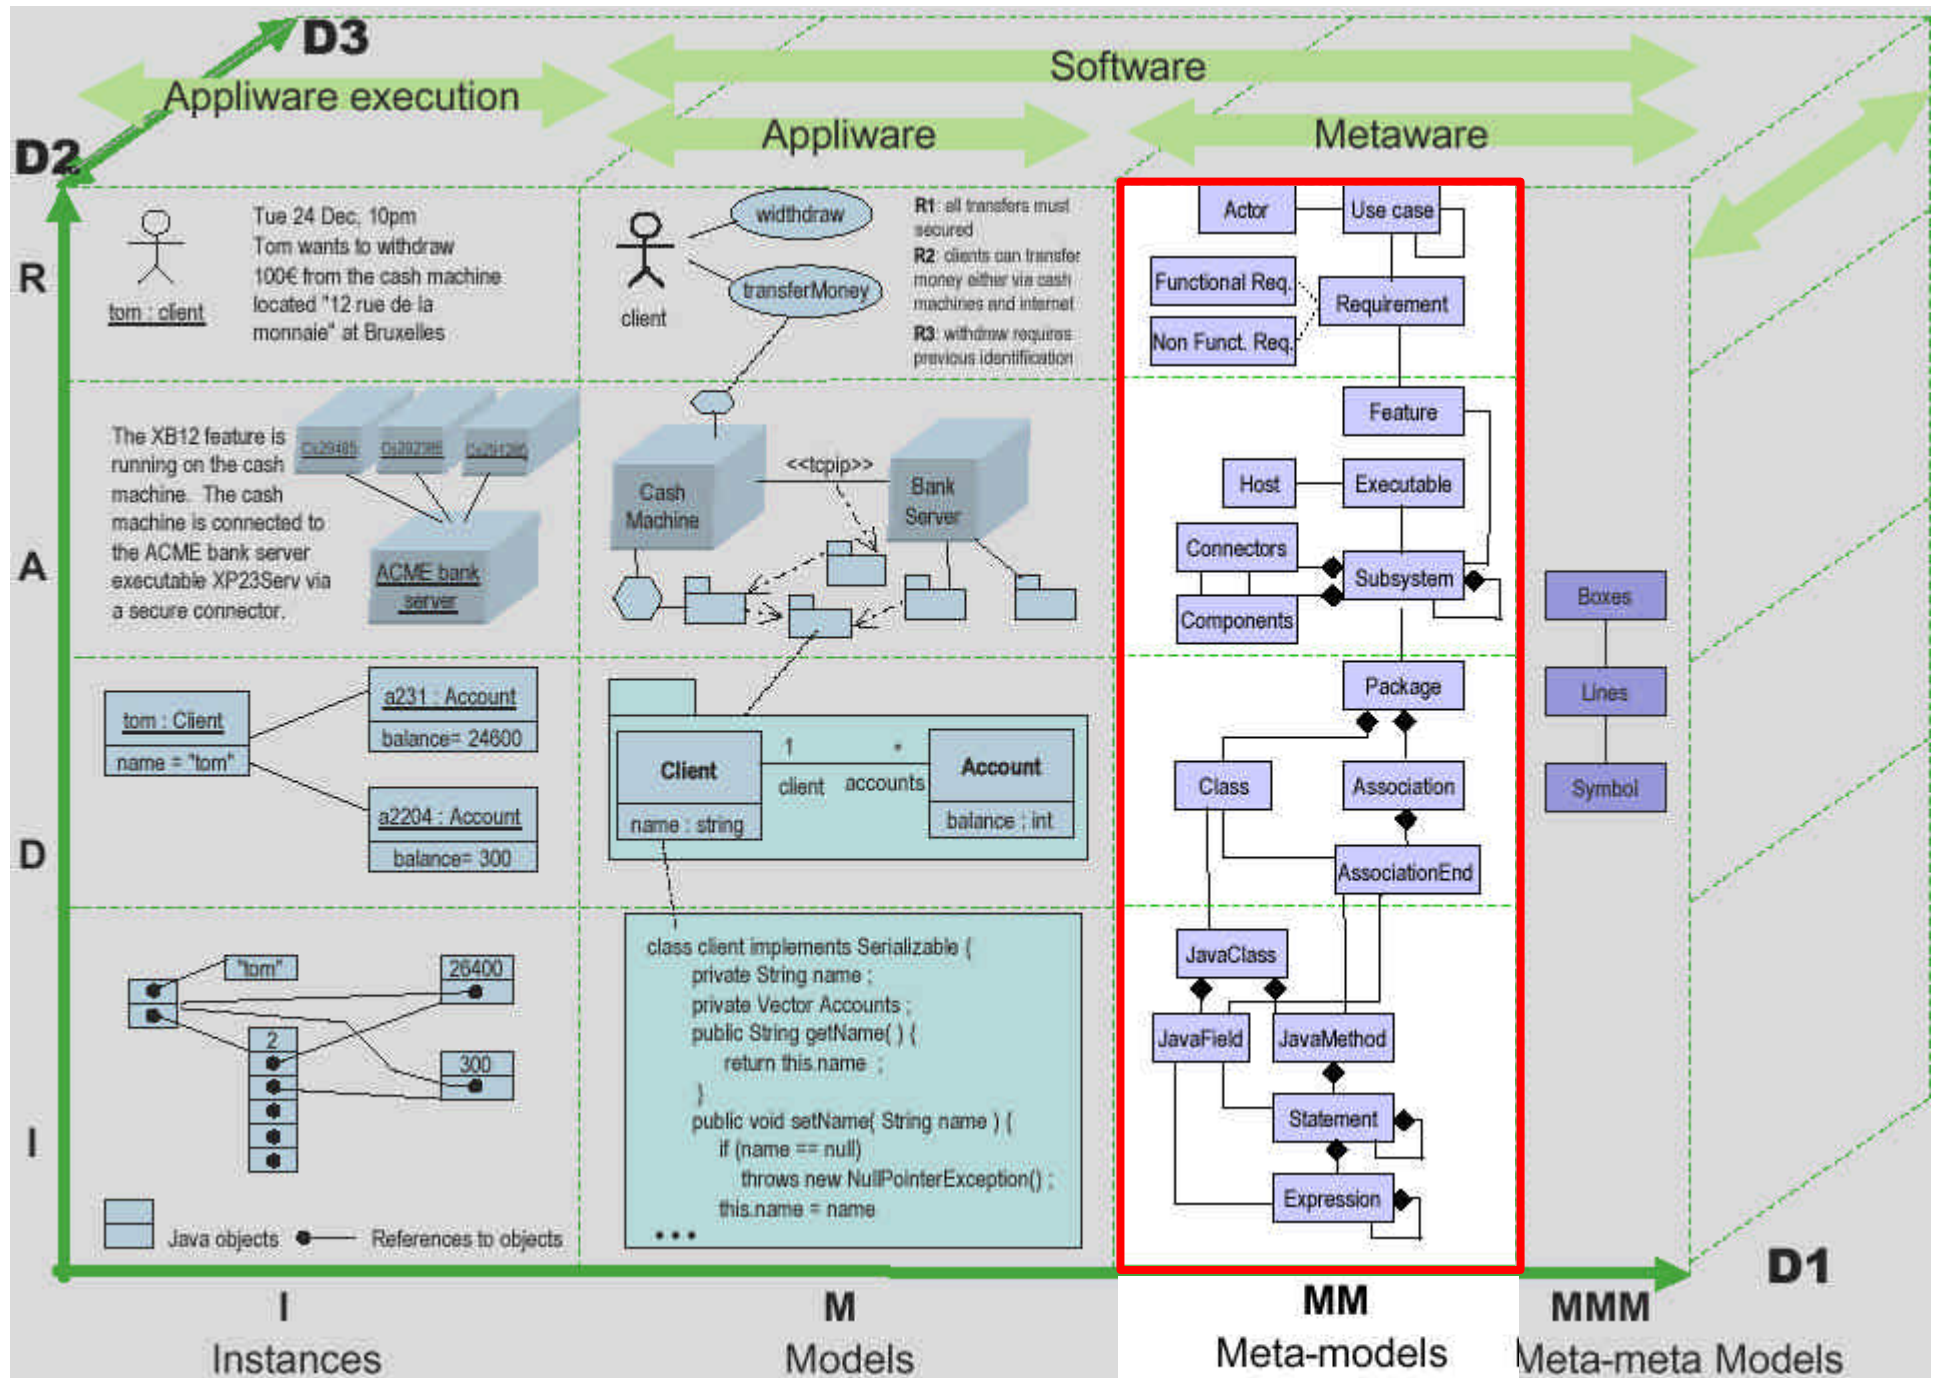 D3
Software
Appliware execution
Appliware
Metaware
D2
R
tom : client
Tue 24 Dec, 10pm
Tom wants to withdraw
100€ from the cash machine
located "12 rue de la
monnaie" at Bruxelles
client
widthdraw
transferMoney
R1: all transfers must
secured
R2: clients can transfer
money either via cash
machines and internet
R3: withdraw requires
previous identifiication
Actor
Use case
Functional Req.
Requirement
Non Funct. Req.
A
The XB12 feature is
running on the cash
machine. The cash
machine is connected to
the ACME bank server
executable XP23Serv via
a secure connector.
ACME bank
server
Cash
Machine
<<tcpip>>
Bank
Server
Feature
Host
Executable
Connectors
Subsystem
Components
Boxes
Lines
Symbol
D
tom : Client
name = "tom"
a231 : Account
balance= 24600
a2204 : Account
balance= 300
Client
name : string
1
client
*
accounts
Account
balance : int
Package
Class
Association
AssociationEnd
I
"tom"
26400
2
300
Java objects
References to objects
class client implements Serializable {
private String name ;
private Vector Accounts ;
public String getName( ) {
return this.name ;
}
public void setName( String name ) {
if (name == null)
throws new NullPointerException() ;
this.name = name
...
JavaClass
JavaField
JavaMethod
Statement
Expression
D1
I
M
MM
MMM
Instances
Models
Meta-models
Meta-meta Models